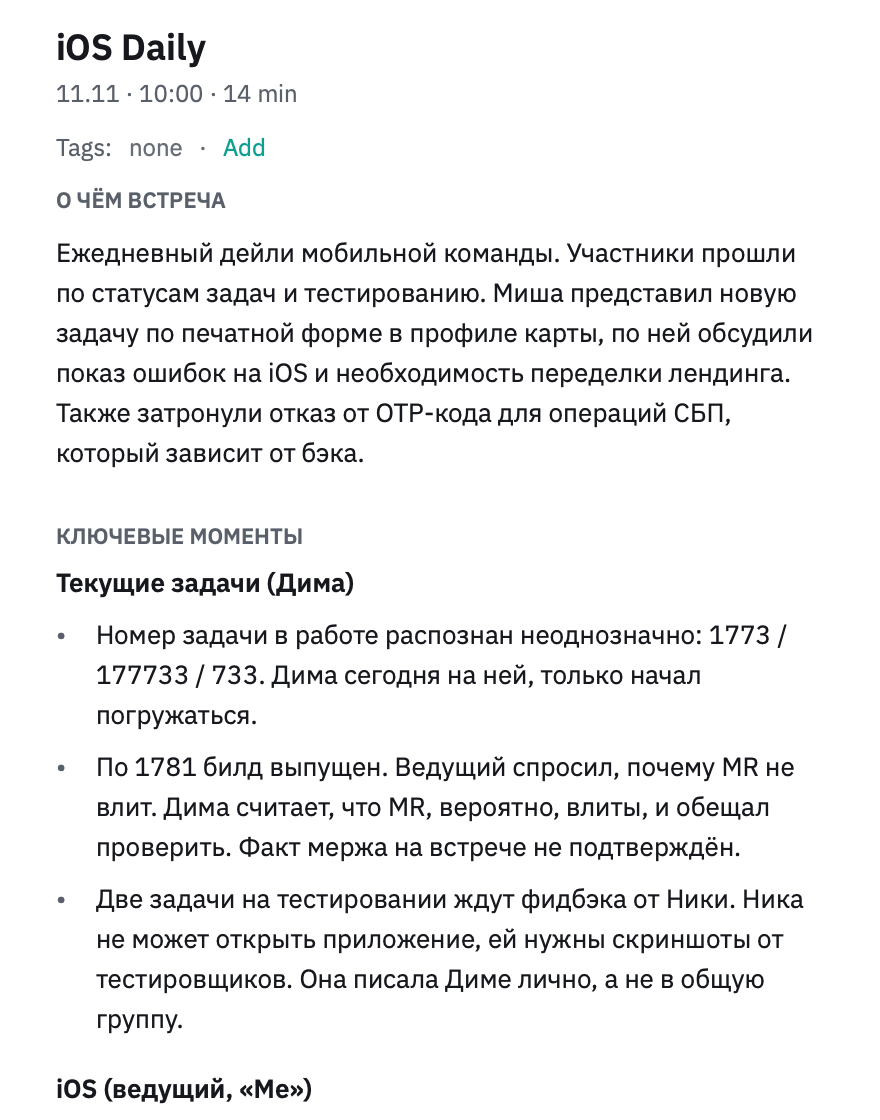 iOS Daily
11.11 · 10:00 · 14 min
Tags: none · Add
О ЧЁМ ВСТРЕЧА
Ежедневный дейли мобильной команды. Участники прошли
по статусам задач и тестированию. Миша представил новую
задачу по печатной форме в профиле карты, по ней обсудили
показ ошибок на iOS и необходимость переделки лендинга.
Также затронули отказ от OTP-кода для операций СБП,
который зависит от бэка.
КЛЮЧЕВЫЕ МОМЕНТЫ
Текущие задачи (Дима)
• Номер задачи в работе распознан неоднозначно: 1773 /
177733 / 733. Дима сегодня на ней, только начал
погружаться.
• По 1781 билд выпущен. Ведущий спросил, почему MR не
влит. Дима считает, что MR, вероятно, влиты, и обещал
проверить. Факт мержа на встрече не подтверждён.
• Две задачи на тестировании ждут фидбэка от Ники. Ника
не может открыть приложение, ей нужны скриншоты от
тестировщиков. Она писала Диме лично, а не в общую
группу.
iOS (ведущий, «Me»)